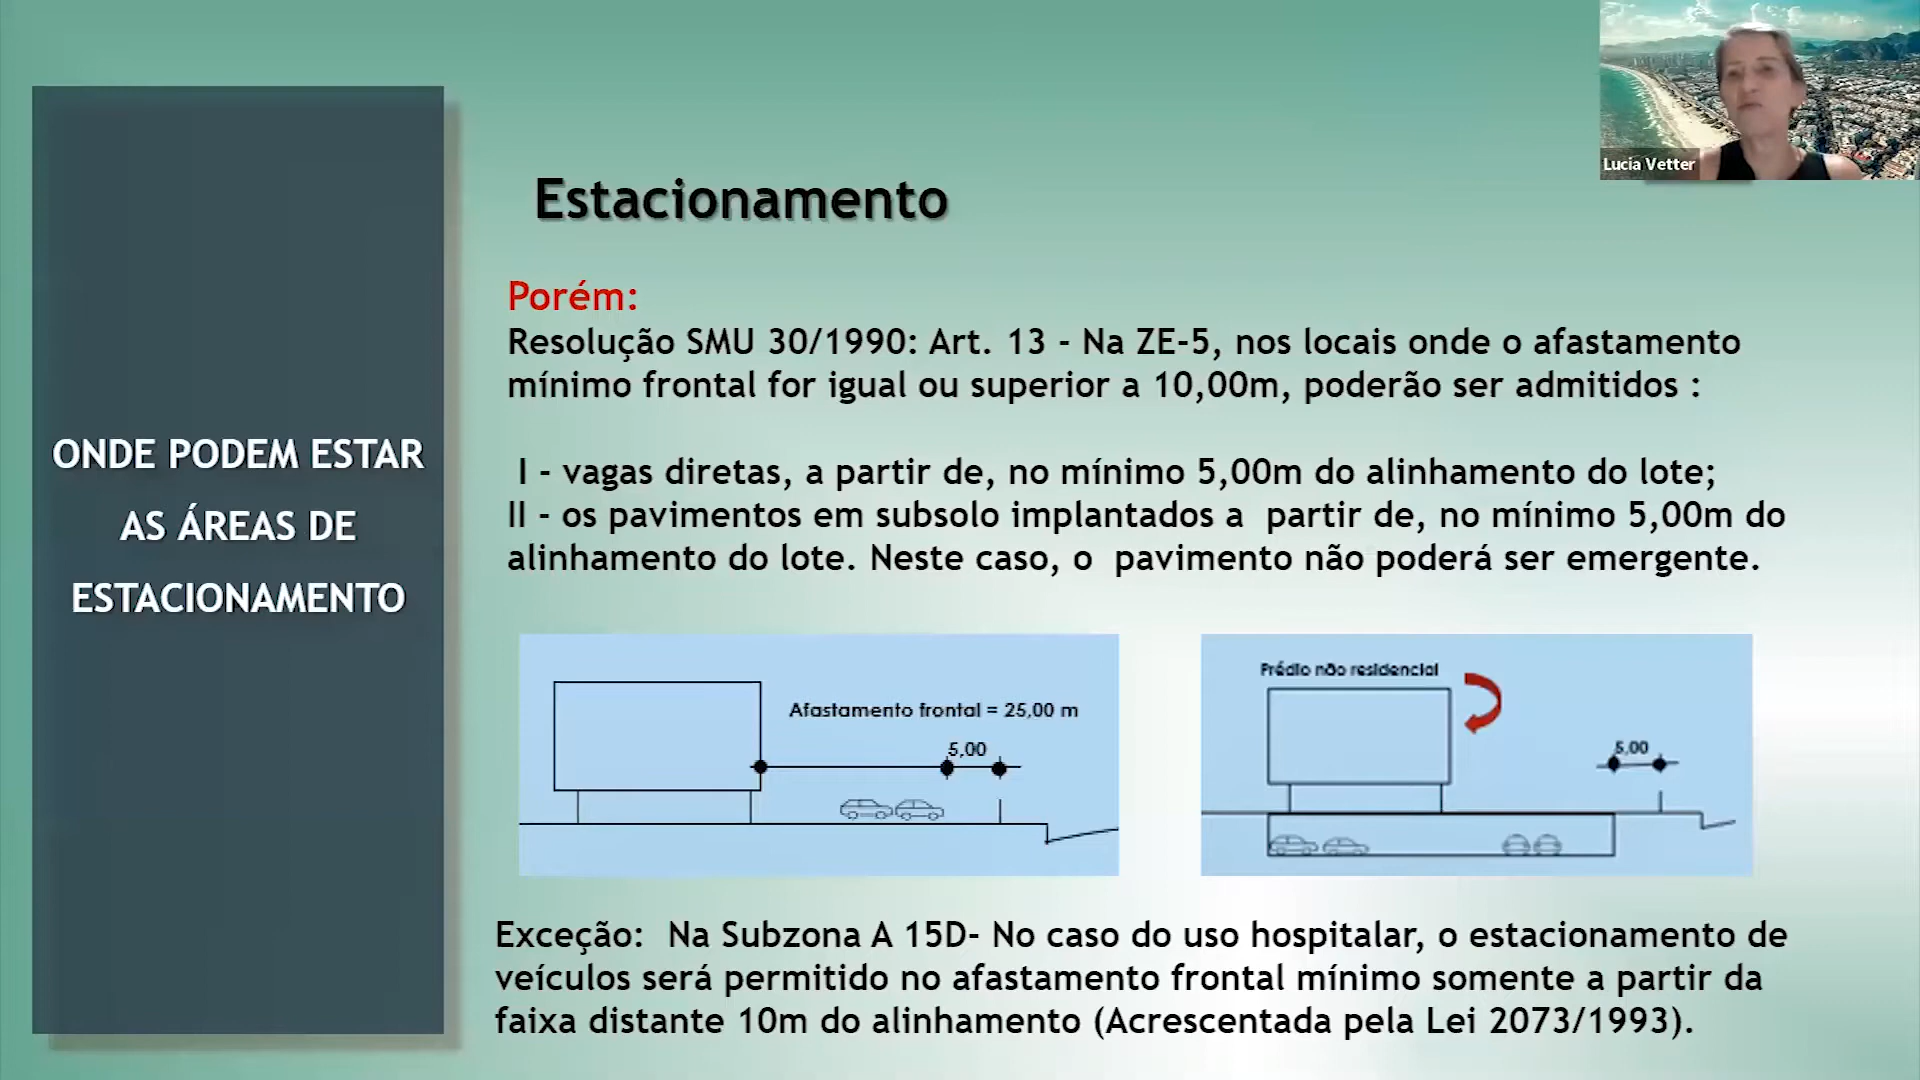 Lucia Vetter
ONDE PODEM ESTAR
AS ÁREAS DE
ESTACIONAMENTO
Estacionamento
Porém:
Resolução SMU 30/1990: Art. 13 - Na ZE-5, nos locais onde o afastamento
mínimo frontal for igual ou superior a 10,00m, poderão ser admitidos :
I - vagas diretas, a partir de, no mínimo 5,00m do alinhamento do lote;
II - os pavimentos em subsolo implantados a partir de, no mínimo 5,00m do
alinhamento do lote. Neste caso, o pavimento não poderá ser emergente.
Afastamento frontal = 25,00 m
5,00
Prédio não residencial
5,00
Exceção: Na Subzona A 15D- No caso do uso hospitalar, o estacionamento de
veículos será permitido no afastamento frontal mínimo somente a partir da
faixa distante 10m do alinhamento (Acrescentada pela Lei 2073/1993).